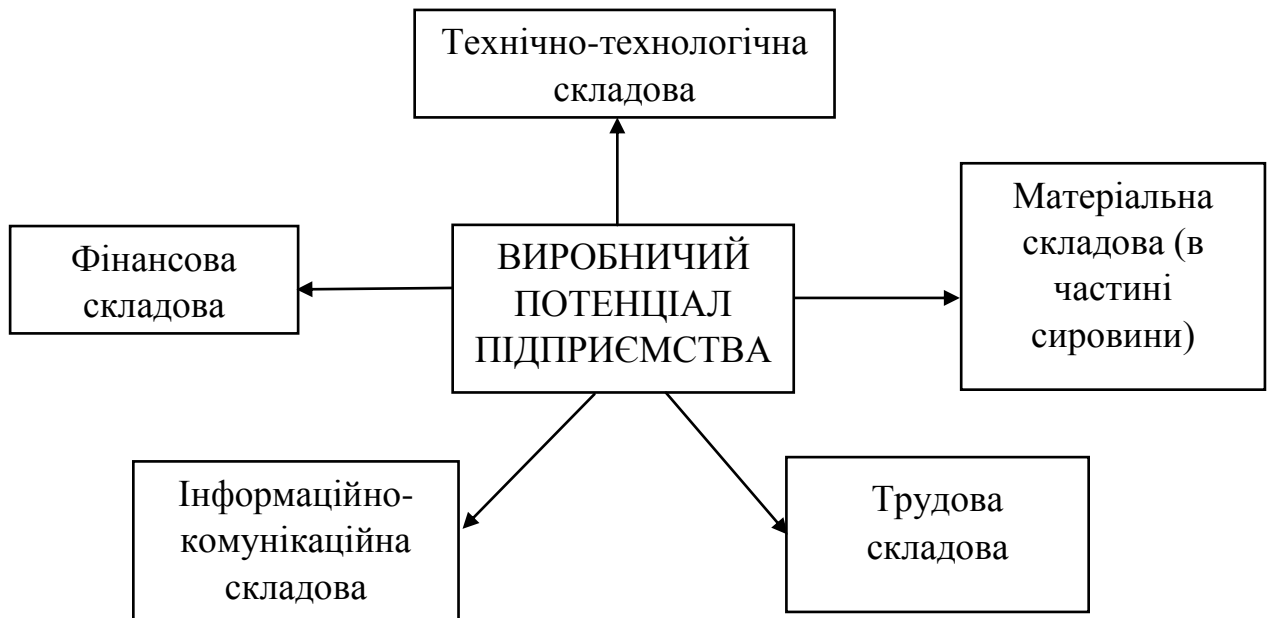 Технічно-технологічна
складова
Фінансова
складова
ВИРОБНИЧИЙ
ПОТЕНЦІАЛ
ПІДПРИЄМСТВА
Матеріальна
складова (в
частині
сировини)
Інформаційно-
комунікаційна
складова
Трудова
складова